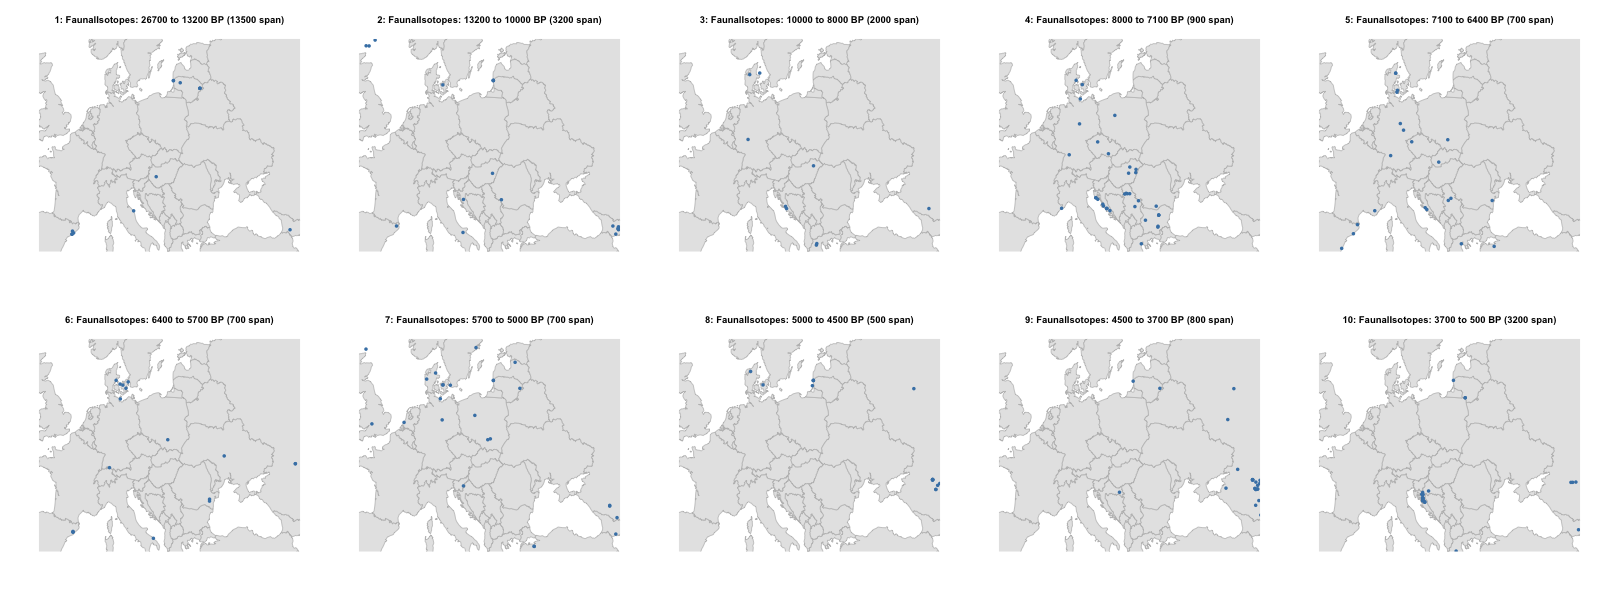 1: FaunalIsotopes: 26700 to 13200 BP (13500 span)
2: FaunalIsotopes: 13200 to 10000 BP (3200 span)
3: FaunalIsotopes: 10000 to 8000 BP (2000 span)
4: FaunalIsotopes: 8000 to 7100 BP (900 span)
5: FaunalIsotopes: 7100 to 6400 BP (700 span)
6: FaunalIsotopes: 6400 to 5700 BP (700 span)
7: FaunalIsotopes: 5700 to 5000 BP (700 span)
8: FaunalIsotopes: 5000 to 4500 BP (500 span)
9: FaunalIsotopes: 4500 to 3700 BP (800 span)
10: FaunalIsotopes: 3700 to 500 BP (3200 span)